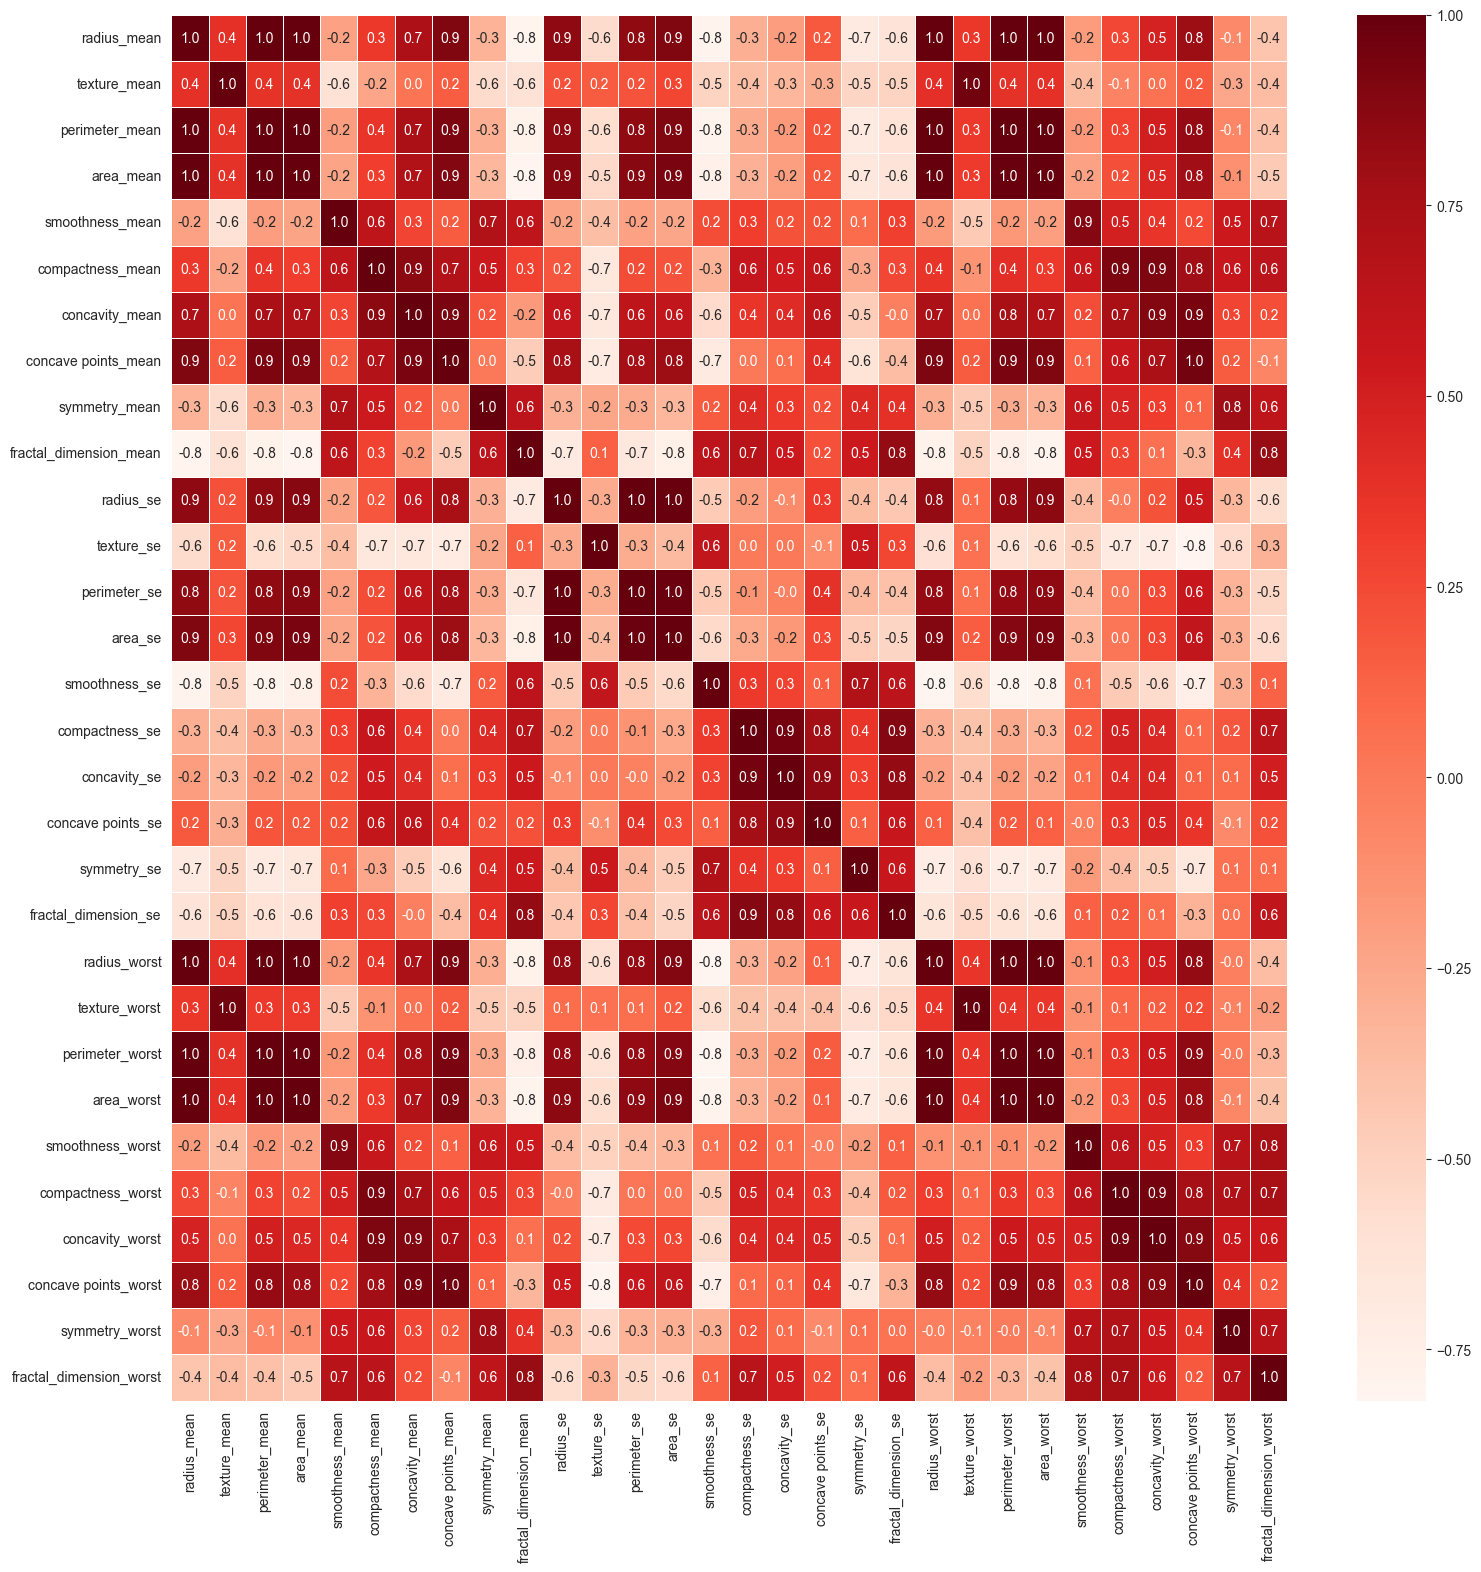 radius_mean 1.0 0.4 1.0 1.0 -0.2 0.3 0.7 0.9 -0.3 -0.8 0.9 -0.6 0.8 0.9 -0.8 -0.3 -0.2 0.2 -0.7 -0.6 1.0 0.3 1.0 1.0 -0.2 0.3 0.5 0.8 -0.1 -0.4
texture_mean 0.4 1.0 0.4 0.4 -0.6 -0.2 0.0 0.2 -0.6 -0.6 0.2 0.2 0.2 0.3 -0.5 -0.4 -0.3 -0.3 -0.5 -0.5 0.4 1.0 0.4 0.4 -0.4 -0.1 0.0 0.2 -0.3 -0.4
perimeter_mean 1.0 0.4 1.0 1.0 -0.2 0.4 0.7 0.9 -0.3 -0.8 0.9 -0.6 0.8 0.9 -0.8 -0.3 -0.2 0.2 -0.7 -0.6 1.0 0.3 1.0 1.0 -0.2 0.3 0.5 0.8 -0.1 -0.4
area_mean 1.0 0.4 1.0 1.0 -0.2 0.3 0.7 0.9 -0.3 -0.8 0.9 -0.5 0.9 0.9 -0.8 -0.3 -0.2 0.2 -0.7 -0.6 1.0 0.3 1.0 1.0 -0.2 0.2 0.5 0.8 -0.1 -0.5
smoothness_mean -0.2 -0.6 -0.2 -0.2 1.0 0.6 0.3 0.2 0.7 0.6 -0.2 -0.4 -0.2 -0.2 0.2 0.3 0.2 0.2 0.1 0.3 -0.2 -0.5 -0.2 -0.2 0.9 0.5 0.4 0.2 0.5 0.7
compactness_mean 0.3 -0.2 0.4 0.3 0.6 1.0 0.9 0.7 0.5 0.3 0.2 -0.7 0.2 0.2 -0.3 0.6 0.5 0.6 -0.3 0.3 0.4 -0.1 0.4 0.3 0.6 0.9 0.9 0.8 0.6 0.6
concavity_mean 0.7 0.0 0.7 0.7 0.3 0.9 1.0 0.9 0.2 -0.2 0.6 -0.7 0.6 0.6 -0.6 0.4 0.4 0.6 -0.5 -0.0 0.7 0.0 0.8 0.7 0.2 0.7 0.9 0.9 0.3 0.2
concave points_mean 0.9 0.2 0.9 0.9 0.2 0.7 0.9 1.0 0.0 -0.5 0.8 -0.7 0.8 0.8 -0.7 0.0 0.1 0.4 -0.6 -0.4 0.9 0.2 0.9 0.9 0.1 0.6 0.7 1.0 0.2 -0.1
symmetry_mean -0.3 -0.6 -0.3 -0.3 0.7 0.5 0.2 0.0 1.0 0.6 -0.3 -0.2 -0.3 -0.3 0.2 0.4 0.3 0.2 0.4 0.4 -0.3 -0.5 -0.3 -0.3 0.6 0.5 0.3 0.1 0.8 0.6
fractal_dimension_mean -0.8 -0.6 -0.8 -0.8 0.6 0.3 -0.2 -0.5 0.6 1.0 -0.7 0.1 -0.7 -0.8 0.6 0.7 0.5 0.2 0.5 0.8 -0.8 -0.5 -0.8 -0.8 0.5 0.3 0.1 -0.3 0.4 0.8
radius_se 0.9 0.2 0.9 0.9 -0.2 0.2 0.6 0.8 -0.3 -0.7 1.0 -0.3 1.0 1.0 -0.5 -0.2 -0.1 0.3 -0.4 -0.4 0.8 0.1 0.8 0.9 -0.4 -0.0 0.2 0.5 -0.3 -0.6
texture_se -0.6 0.2 -0.6 -0.5 -0.4 -0.7 -0.7 -0.7 -0.2 0.1 -0.3 1.0 -0.3 -0.4 0.6 0.0 0.0 -0.1 0.5 0.3 -0.6 0.1 -0.6 -0.6 -0.5 -0.7 -0.7 -0.8 -0.6 -0.3
perimeter_se 0.8 0.2 0.8 0.9 -0.2 0.2 0.6 0.8 -0.3 -0.7 1.0 -0.3 1.0 1.0 -0.5 -0.1 -0.0 0.4 -0.4 -0.4 0.8 0.1 0.8 0.9 -0.4 0.0 0.3 0.6 -0.3 -0.5
area_se 0.9 0.3 0.9 0.9 -0.2 0.2 0.6 0.8 -0.3 -0.8 1.0 -0.4 1.0 1.0 -0.6 -0.3 -0.2 0.3 -0.5 -0.5 0.9 0.2 0.9 0.9 -0.3 0.0 0.3 0.6 -0.3 -0.6
smoothness_se -0.8 -0.5 -0.8 -0.8 0.2 -0.3 -0.6 -0.7 0.2 0.6 -0.5 0.6 -0.5 -0.6 1.0 0.3 0.3 0.1 0.7 0.6 -0.8 -0.6 -0.8 -0.8 0.1 -0.5 -0.6 -0.7 -0.3 0.1
compactness_se -0.3 -0.4 -0.3 -0.3 0.3 0.6 0.4 0.0 0.4 0.7 -0.2 0.0 -0.1 -0.3 0.3 1.0 0.9 0.8 0.4 0.9 -0.3 -0.4 -0.3 -0.3 0.2 0.5 0.4 0.1 0.2 0.7
concavity_se -0.2 -0.3 -0.2 -0.2 0.2 0.5 0.4 0.1 0.3 0.5 -0.1 0.0 -0.0 -0.2 0.3 0.9 1.0 0.9 0.3 0.8 -0.2 -0.4 -0.2 -0.2 0.1 0.4 0.4 0.1 0.1 0.5
concave points_se 0.2 -0.3 0.2 0.2 0.2 0.6 0.6 0.4 0.2 0.2 0.3 -0.1 0.4 0.3 0.1 0.8 0.9 1.0 0.1 0.6 0.1 -0.4 0.2 0.1 -0.0 0.3 0.5 0.4 -0.1 0.2
symmetry_se -0.7 -0.5 -0.7 -0.7 0.1 -0.3 -0.5 -0.6 0.4 0.5 -0.4 0.5 -0.4 -0.5 0.7 0.4 0.3 0.1 1.0 0.6 -0.7 -0.6 -0.7 -0.7 -0.2 -0.4 -0.5 -0.7 0.1 0.1
fractal_dimension_se -0.6 -0.5 -0.6 -0.6 0.3 0.3 -0.0 -0.4 0.4 0.8 -0.4 0.3 -0.4 -0.5 0.6 0.9 0.8 0.6 0.6 1.0 -0.6 -0.5 -0.6 -0.6 0.1 0.2 0.1 -0.3 0.0 0.6
radius_worst 1.0 0.4 1.0 1.0 -0.2 0.4 0.7 0.9 -0.3 -0.8 0.8 -0.6 0.8 0.9 -0.8 -0.3 -0.2 0.1 -0.7 -0.6 1.0 0.4 1.0 1.0 -0.1 0.3 0.5 0.8 -0.0 -0.4
texture_worst 0.3 1.0 0.3 0.3 -0.5 -0.1 0.0 0.2 -0.5 -0.5 0.1 0.1 0.1 0.2 -0.6 -0.4 -0.4 -0.4 -0.6 -0.5 0.4 1.0 0.4 0.4 -0.1 0.1 0.2 0.2 -0.1 -0.2
perimeter_worst 1.0 0.4 1.0 1.0 -0.2 0.4 0.8 0.9 -0.3 -0.8 0.8 -0.6 0.8 0.9 -0.8 -0.3 -0.2 0.2 -0.7 -0.6 1.0 0.4 1.0 1.0 -0.1 0.3 0.5 0.9 -0.0 -0.3
area_worst 1.0 0.4 1.0 1.0 -0.2 0.3 0.7 0.9 -0.3 -0.8 0.9 -0.6 0.9 0.9 -0.8 -0.3 -0.2 0.1 -0.7 -0.6 1.0 0.4 1.0 1.0 -0.2 0.3 0.5 0.8 -0.1 -0.4
smoothness_worst -0.2 -0.4 -0.2 -0.2 0.9 0.6 0.2 0.1 0.6 0.5 -0.4 -0.5 -0.4 -0.3 0.1 0.2 0.1 -0.0 -0.2 0.1 -0.1 -0.1 -0.1 -0.2 1.0 0.6 0.5 0.3 0.7 0.8
compactness_worst 0.3 -0.1 0.3 0.2 0.5 0.9 0.7 0.6 0.5 0.3 -0.0 -0.7 0.0 0.0 -0.5 0.5 0.4 0.3 -0.4 0.2 0.3 0.1 0.3 0.3 0.6 1.0 0.9 0.8 0.7 0.7
concavity_worst 0.5 0.0 0.5 0.5 0.4 0.9 0.9 0.7 0.3 0.1 0.2 -0.7 0.3 0.3 -0.6 0.4 0.4 0.5 -0.5 0.1 0.5 0.2 0.5 0.5 0.5 0.9 1.0 0.9 0.5 0.6
concave points_worst 0.8 0.2 0.8 0.8 0.2 0.8 0.9 1.0 0.1 -0.3 0.5 -0.8 0.6 0.6 -0.7 0.1 0.1 0.4 -0.7 -0.3 0.8 0.2 0.9 0.8 0.3 0.8 0.9 1.0 0.4 0.2
symmetry_worst -0.1 -0.3 -0.1 -0.1 0.5 0.6 0.3 0.2 0.8 0.4 -0.3 -0.6 -0.3 -0.3 -0.3 0.2 0.1 -0.1 0.1 0.0 -0.0 -0.1 -0.0 -0.1 0.7 0.7 0.5 0.4 1.0 0.7
fractal_dimension_worst -0.4 -0.4 -0.4 -0.5 0.7 0.6 0.2 -0.1 0.6 0.8 -0.6 -0.3 -0.5 -0.6 0.1 0.7 0.5 0.2 0.1 0.6 -0.4 -0.2 -0.3 -0.4 0.8 0.7 0.6 0.2 0.7 1.0
radius_mean
texture_mean
perimeter_mean
area_mean
smoothness_mean
compactness_mean
concavity_mean
concave points_mean
symmetry_mean
fractal_dimension_mean
radius_se
texture_se
perimeter_se
area_se
smoothness_se
compactness_se
concavity_se
concave points_se
symmetry_se
fractal_dimension_se
radius_worst
texture_worst
perimeter_worst
area_worst
smoothness_worst
compactness_worst
concavity_worst
concave points_worst
symmetry_worst
fractal_dimension_worst
1.00
0.75
0.50
0.25
0.00
−0.25
−0.50
−0.75